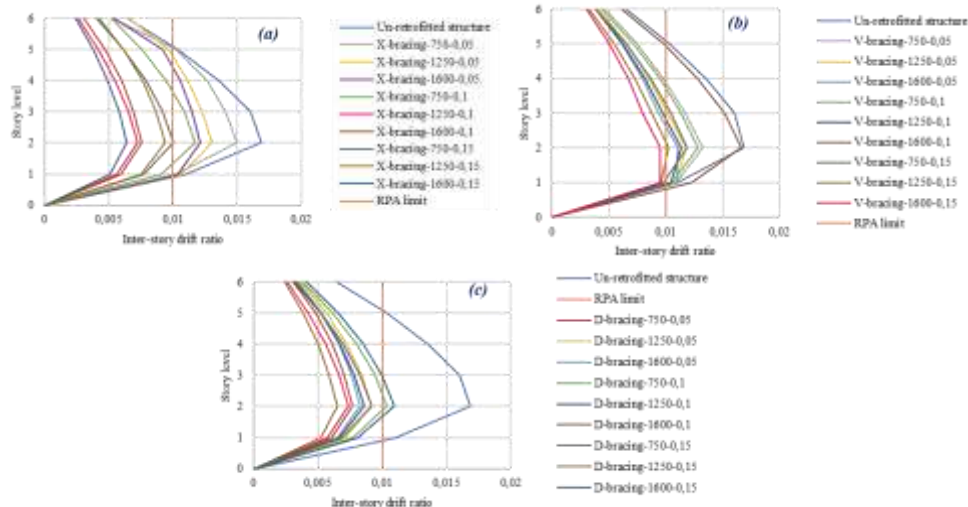 (a)
6
5
4
3
2
1
0
Story level
0 0,005 0,01 0,015 0,02
Inter-story drift ratio
Un-retrofitted structure
X-bracing-750-0,05
X-bracing-1250-0,05
X-bracing-1600-0,05
X-bracing-750-0,1
X-bracing-1250-0,1
X-bracing-1600-0,1
X-bracing-750-0,15
X-bracing-1250-0,15
X-bracing-1600-0,15
RPA limit
(b)
6
5
4
3
2
1
0
Story level
0 0,005 0,01 0,015 0,02
Inter-story drift ratio
Un-retrofitted structure
V-bracing-750-0,05
V-bracing-1250-0,05
V-bracing-1600-0,05
V-bracing-750-0,1
V-bracing-1250-0,1
V-bracing-1600-0,1
V-bracing-750-0,15
V-bracing-1250-0,15
V-bracing-1600-0,15
RPA limit
(c)
6
5
4
3
2
1
0
Story level
0 0,005 0,01 0,015 0,02
Inter-story drift ratio
Un-retrofitted structure
RPA limit
D-bracing-750-0,05
D-bracing-1250-0,05
D-bracing-1600-0,05
D-bracing-750-0,1
D-bracing-1250-0,1
D-bracing-1600-0,1
D-bracing-750-0,15
D-bracing-1250-0,15
D-bracing-1600-0,15